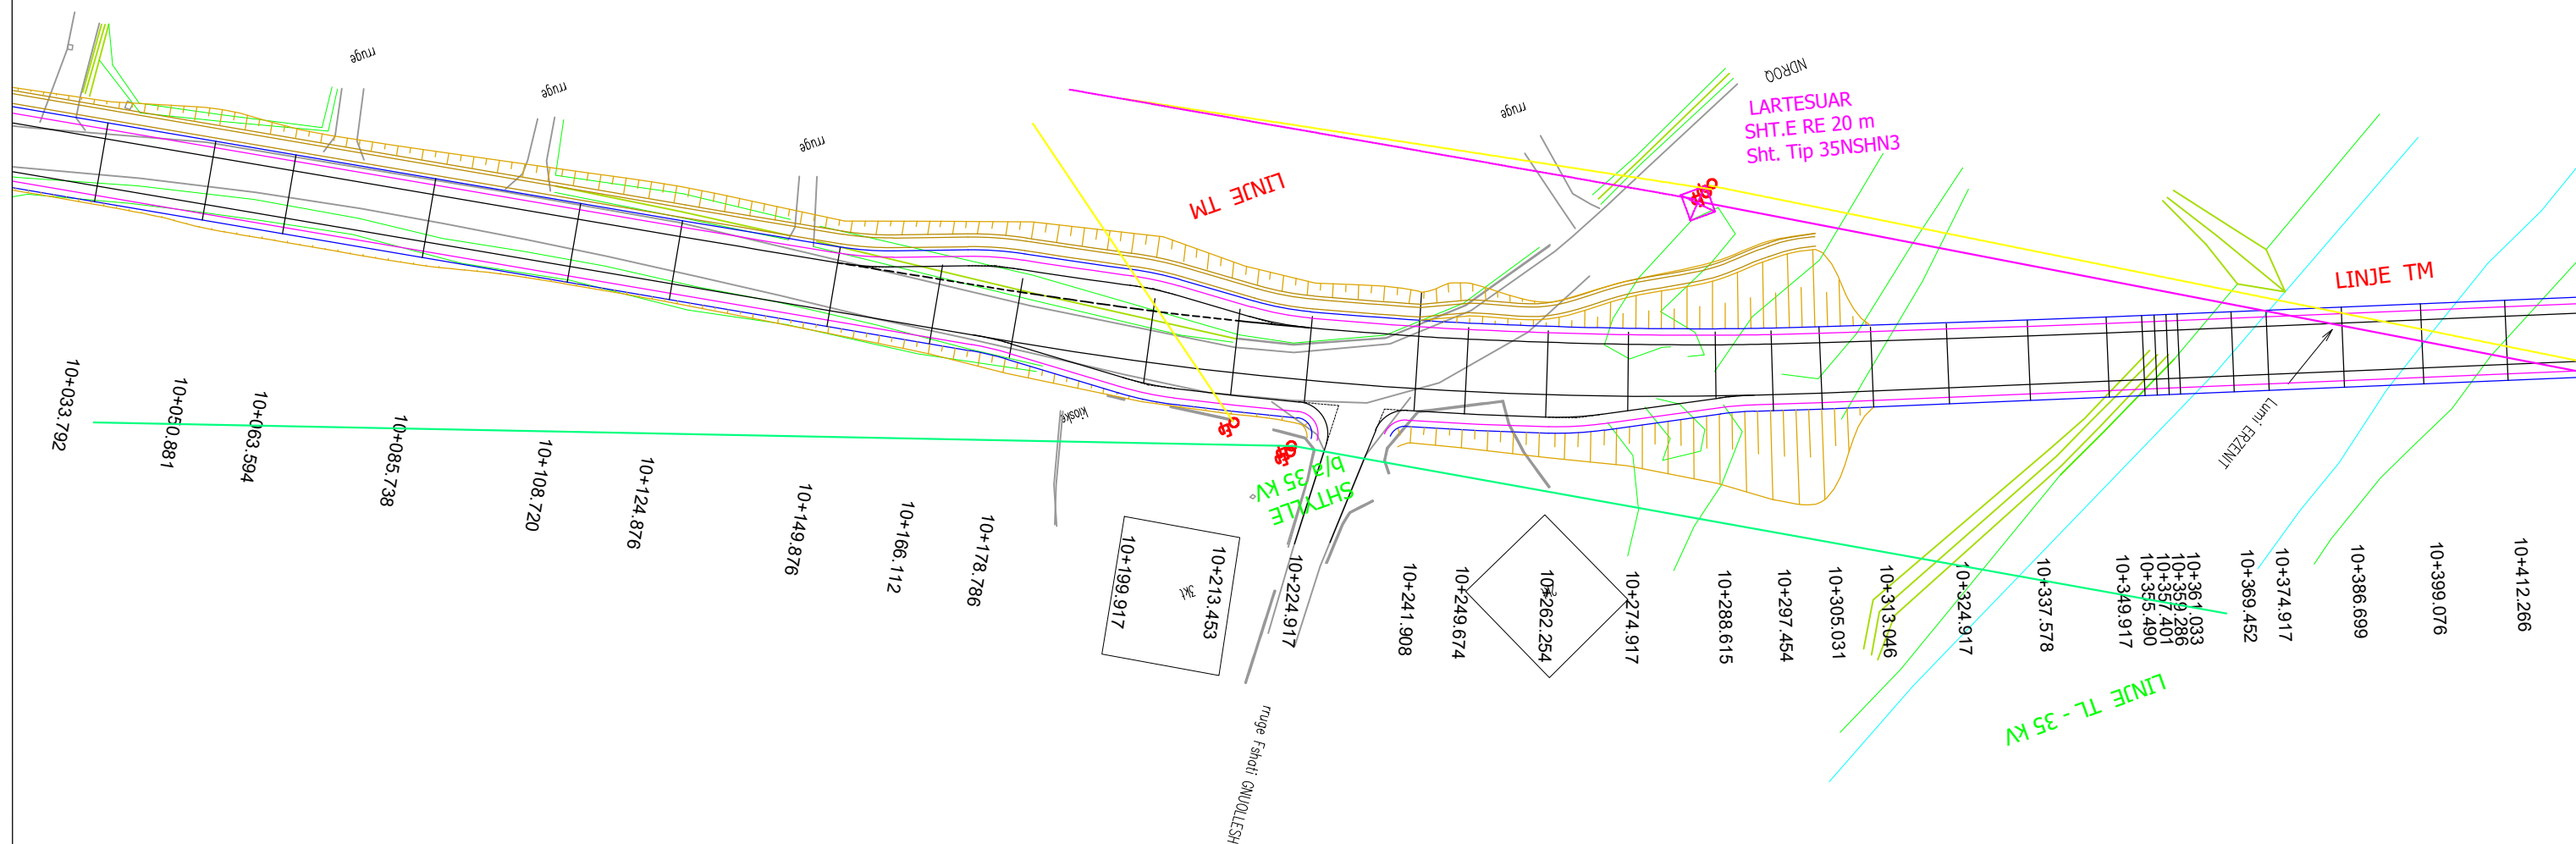 rruge
rruge
rruge
rruge
NDROQ
LARTESUAR
SHT.E RE 20 m
Sht. Tip 35NSHN3
LINJE TM
LINJE TM
Lumi ERZENIT
kioske
SHTYLLE
b/a 35 kV
3kt
rruge Fshati GNUOLLESH
LINJE TL - 35 kV
10+033.792
10+050.881
10+063.594
10+085.738
10+108.720
10+124.876
10+149.876
10+166.112
10+178.786
10+199.917
10+213.453
10+224.917
10+241.908
10+249.674
10+262.254
10+274.917
10+288.615
10+297.454
10+305.031
10+313.046
10+324.917
10+337.578
10+349.917
10+355.490
10+357.401
10+359.286
10+361.033
10+369.452
10+374.917
10+386.699
10+399.076
10+412.266